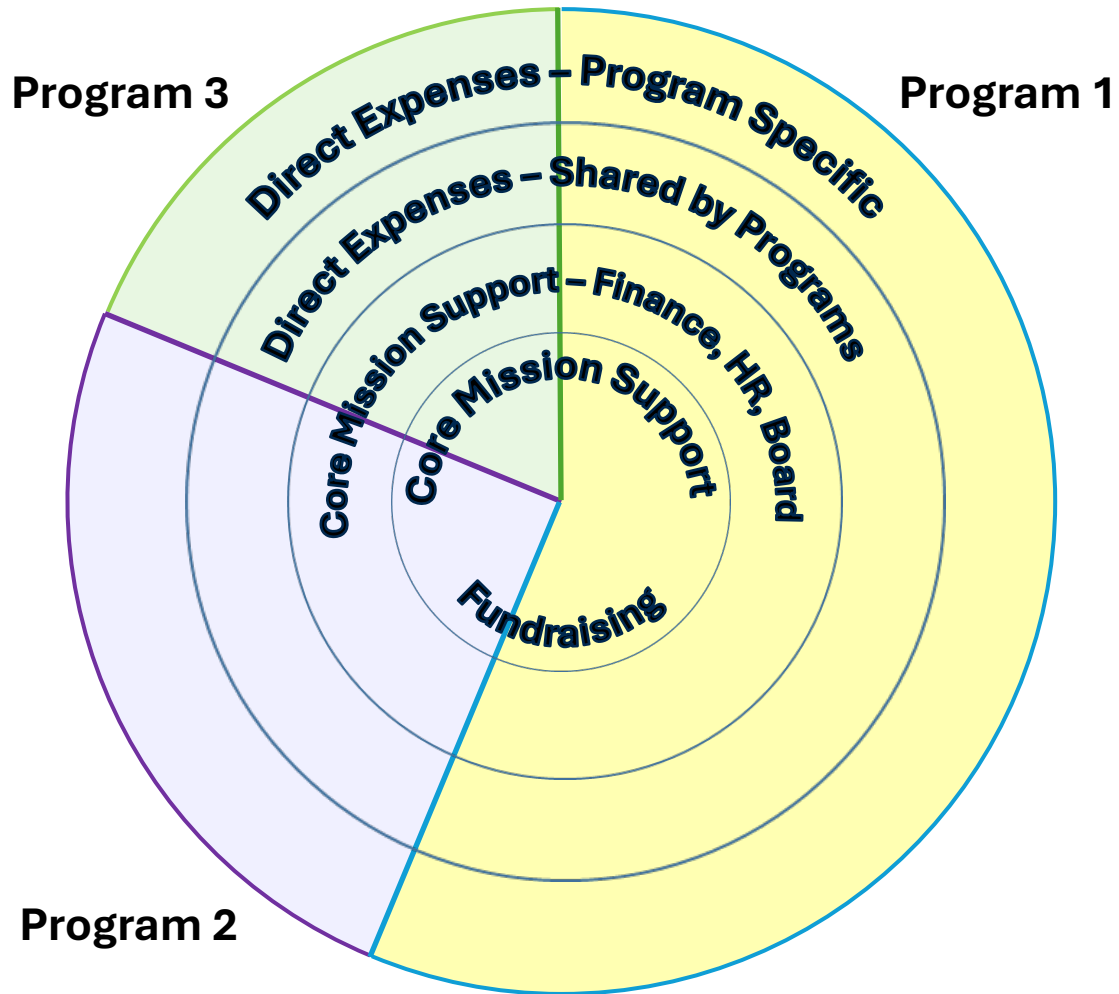 Program 3
Program 1
Direct Expenses – Program Specific
Direct Expenses – Shared by Programs
Core Mission Support – Finance, HR, Board
Core Mission Support
Fundraising
Program 2